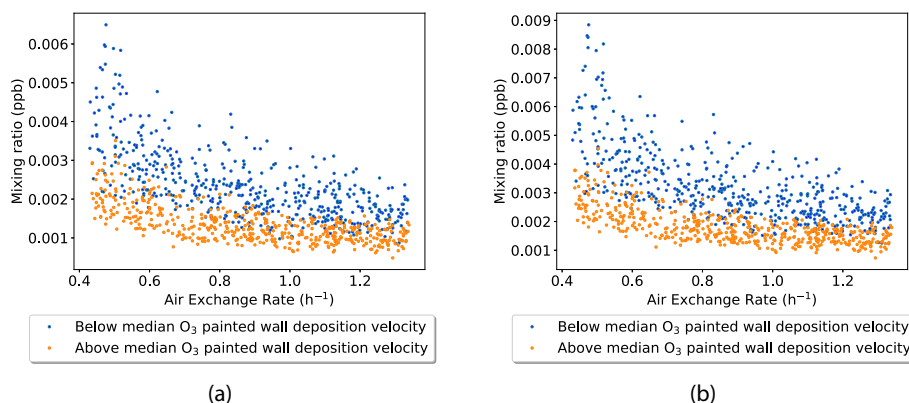 0.006
0.005
0.004
0.003
0.002
0.001
Mixing ratio (ppb)
0.4 0.6 0.8 1.0 1.2
Air Exchange Rate (h⁻¹)
Below median O₃ painted wall deposition velocity
Above median O₃ painted wall deposition velocity
(a)
0.009
0.008
0.007
0.006
0.005
0.004
0.003
0.002
0.001
Mixing ratio (ppb)
0.4 0.6 0.8 1.0 1.2
Air Exchange Rate (h⁻¹)
Below median O₃ painted wall deposition velocity
Above median O₃ painted wall deposition velocity
(b)